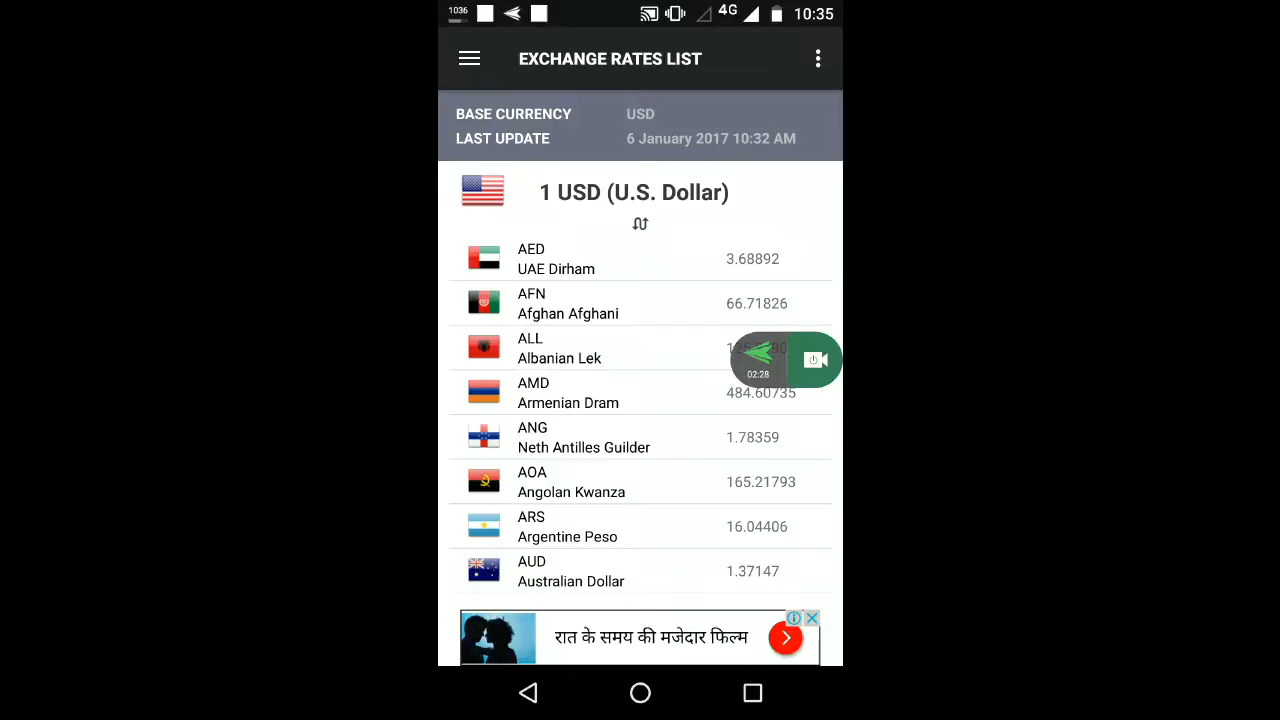 1036
4G
10:35
EXCHANGE RATES LIST
BASE CURRENCY USD
LAST UPDATE 6 January 2017 10:32 AM
1 USD (U.S. Dollar)
AED
UAE Dirham
3.68892
AFN
Afghan Afghani
66.71826
ALL
Albanian Lek
02:28
AMD
Armenian Dram
484.60735
ANG
Neth Antilles Guilder
1.78359
AOA
Angolan Kwanza
165.21793
ARS
Argentine Peso
16.04406
AUD
Australian Dollar
1.37147
रात के समय की मजेदार फिल्म